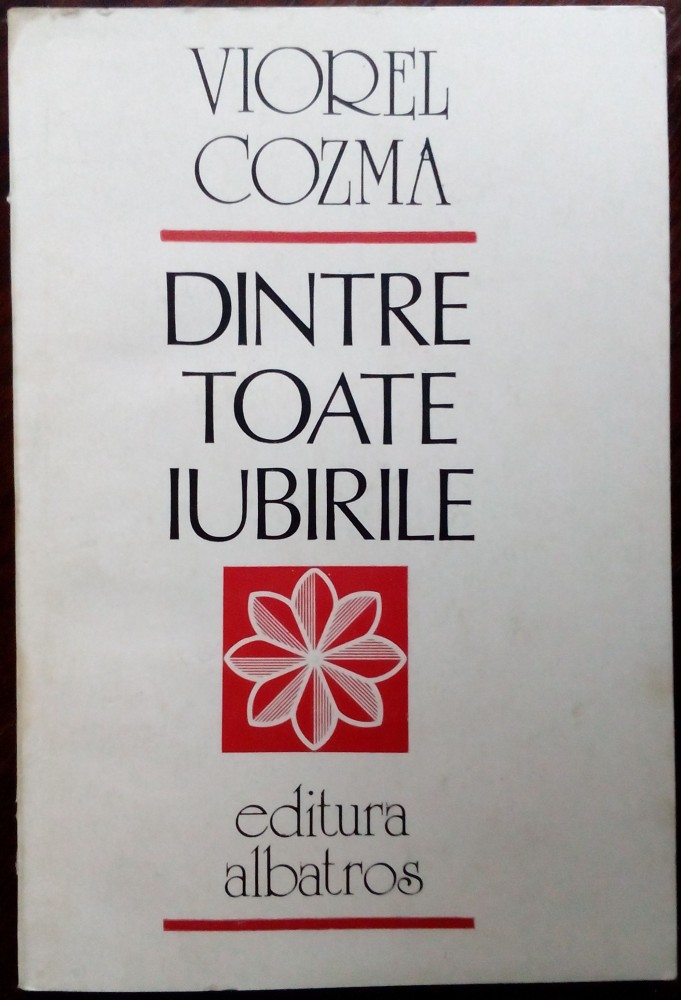 VIOREL
COZMA
DINTRE
TOATE
IUBIRILE
editura
albatros